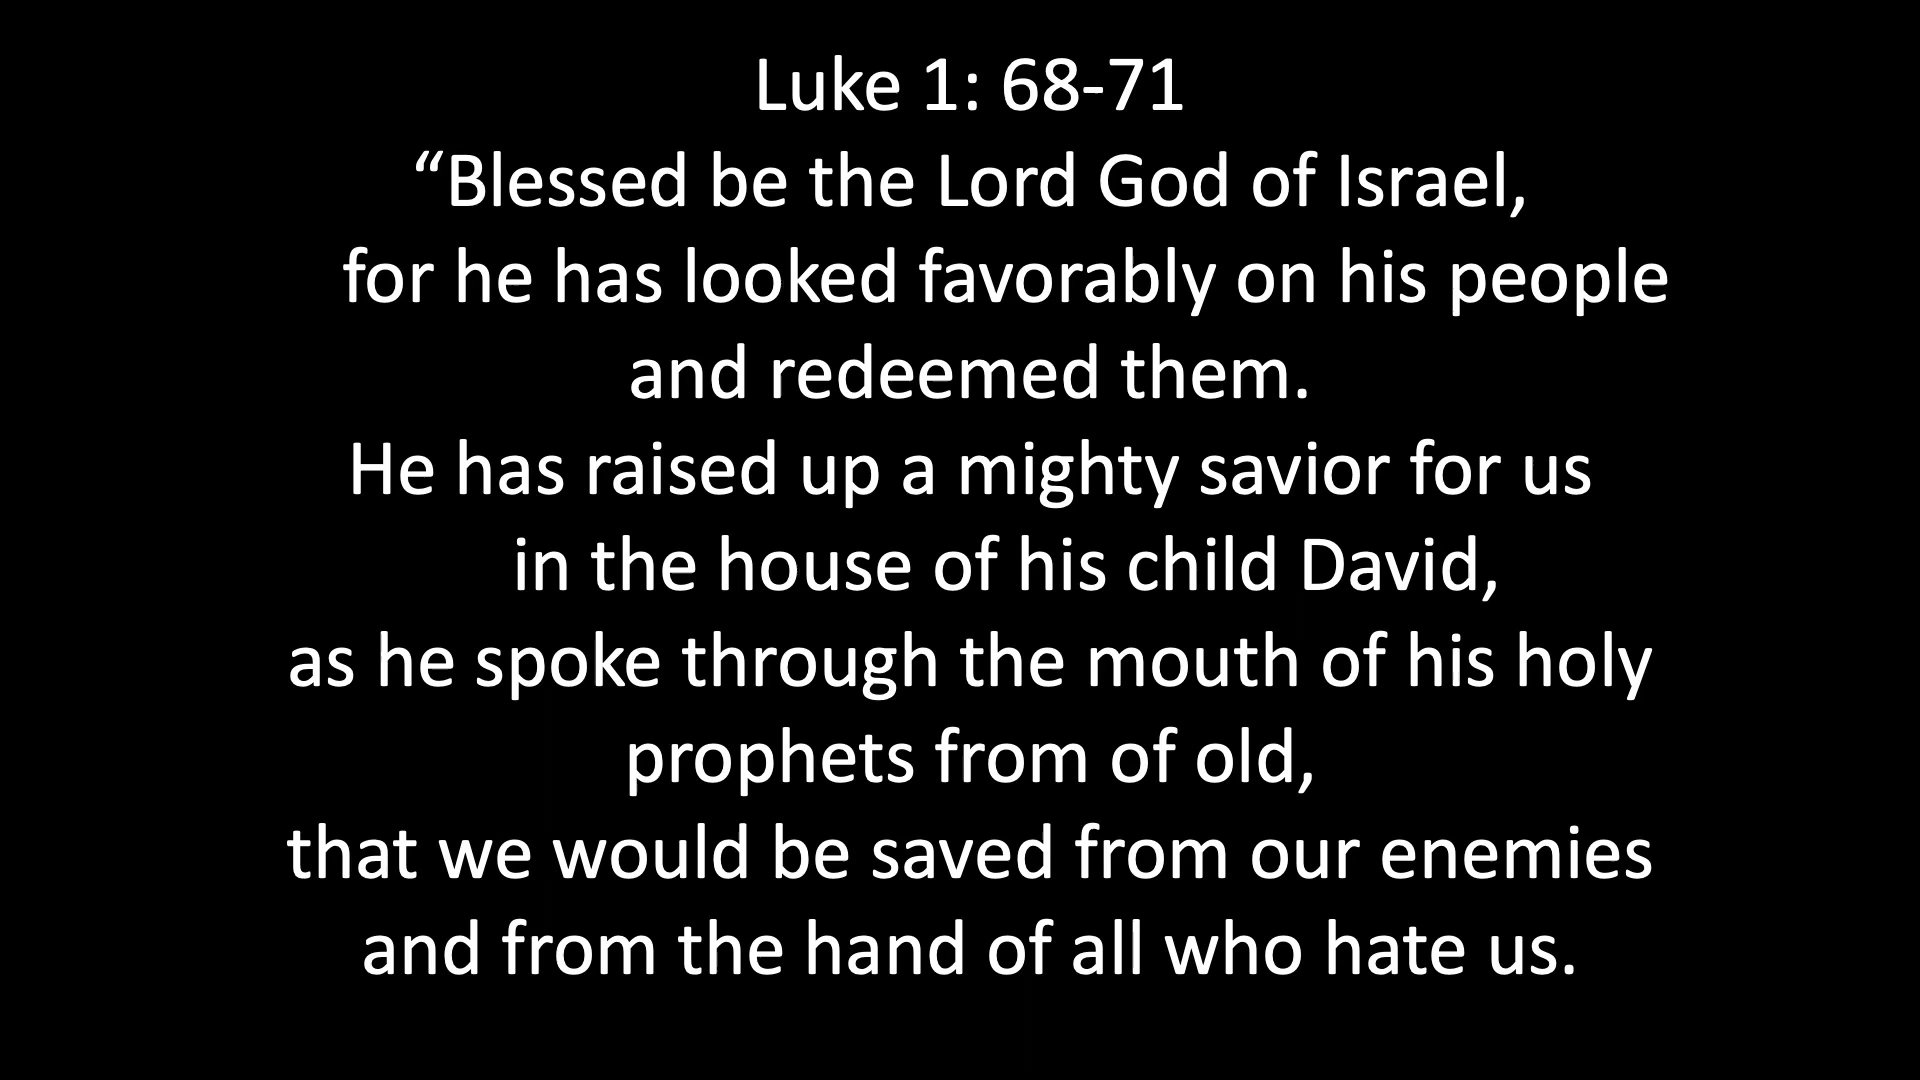 Luke 1: 68-71
“Blessed be the Lord God of Israel,
for he has looked favorably on his people
and redeemed them.
He has raised up a mighty savior for us
in the house of his child David,
as he spoke through the mouth of his holy
prophets from of old,
that we would be saved from our enemies
and from the hand of all who hate us.